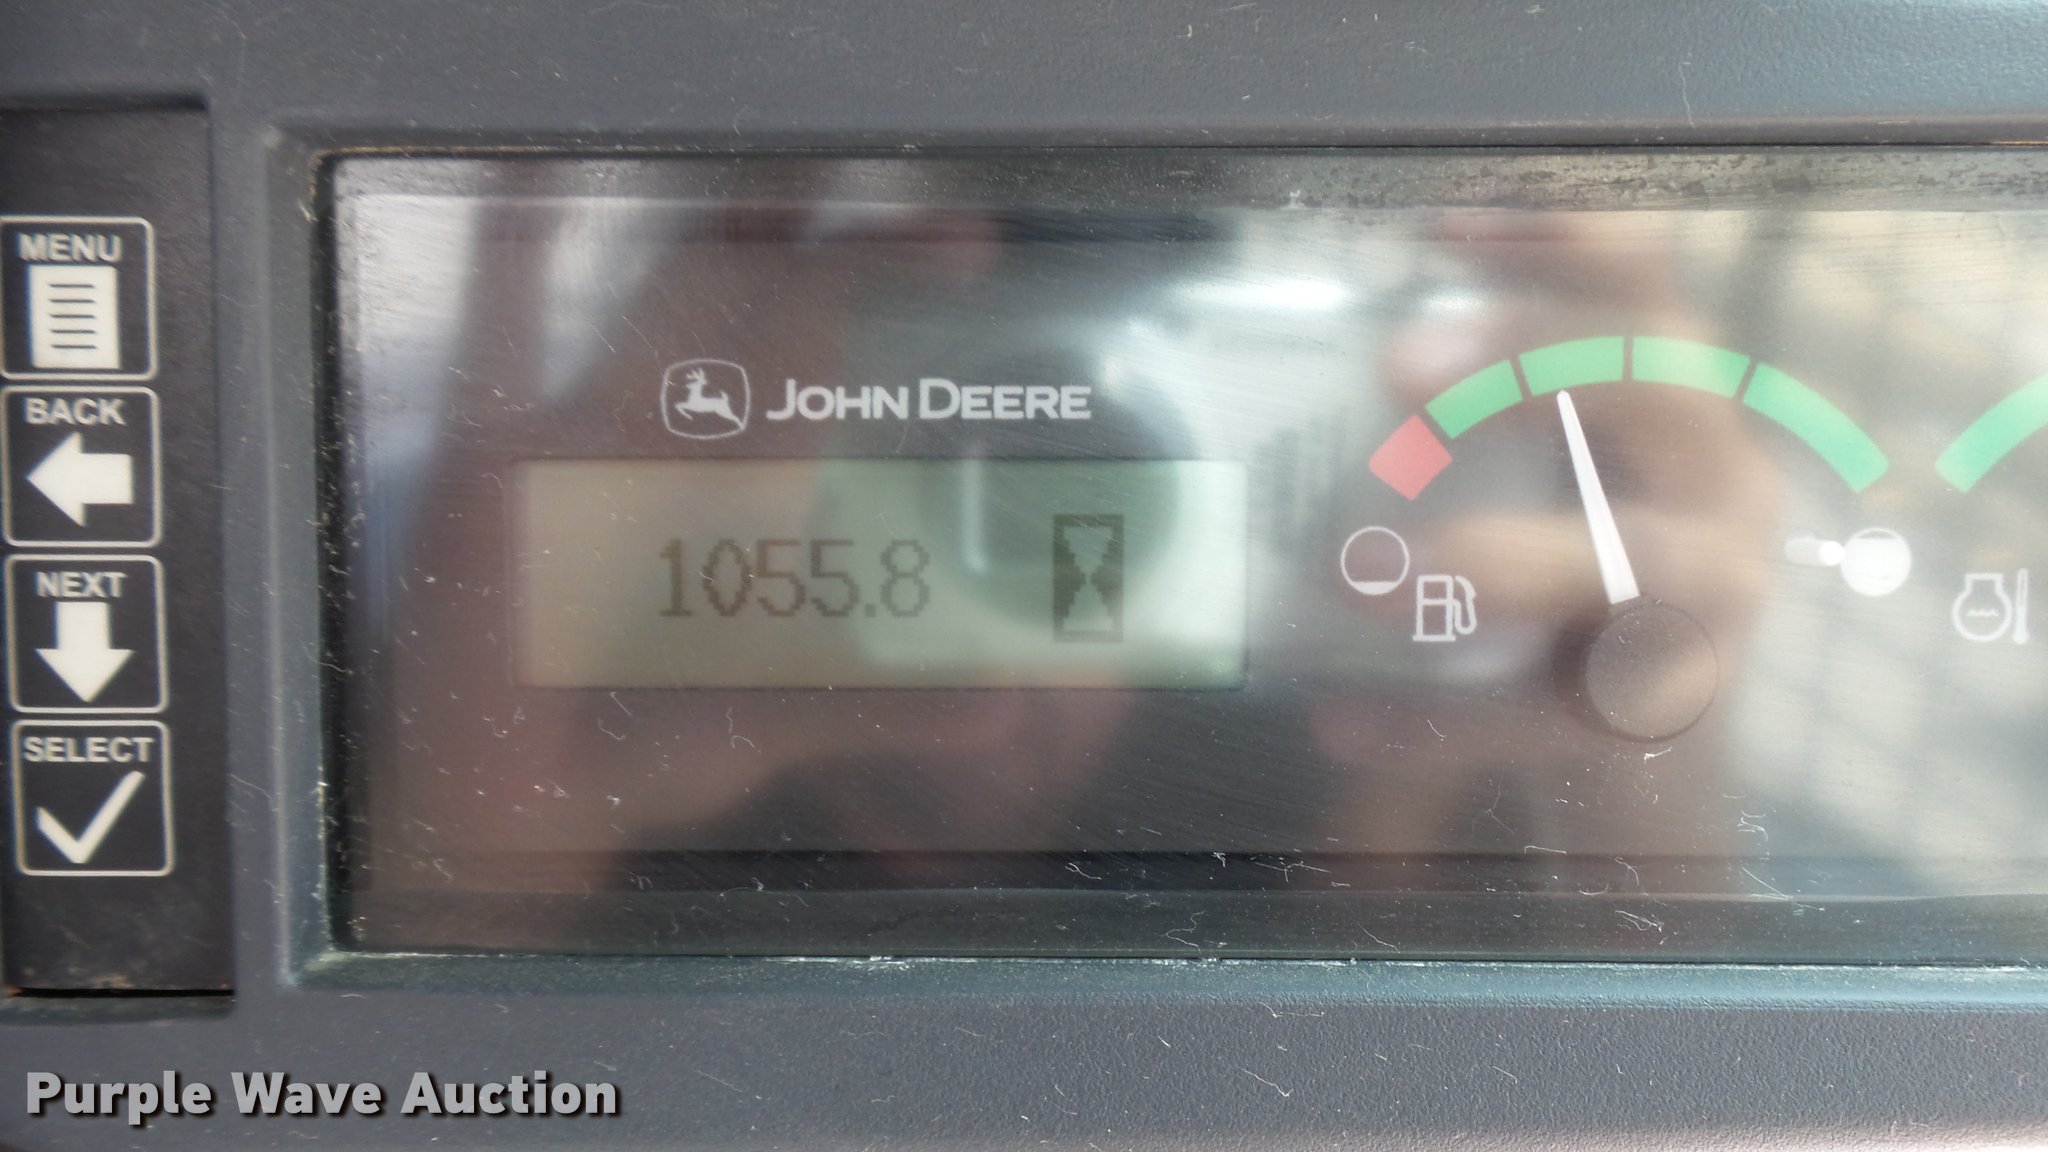 MENU
BACK
NEXT
SELECT
JOHN DEERE
1055.8
Purple Wave Auction